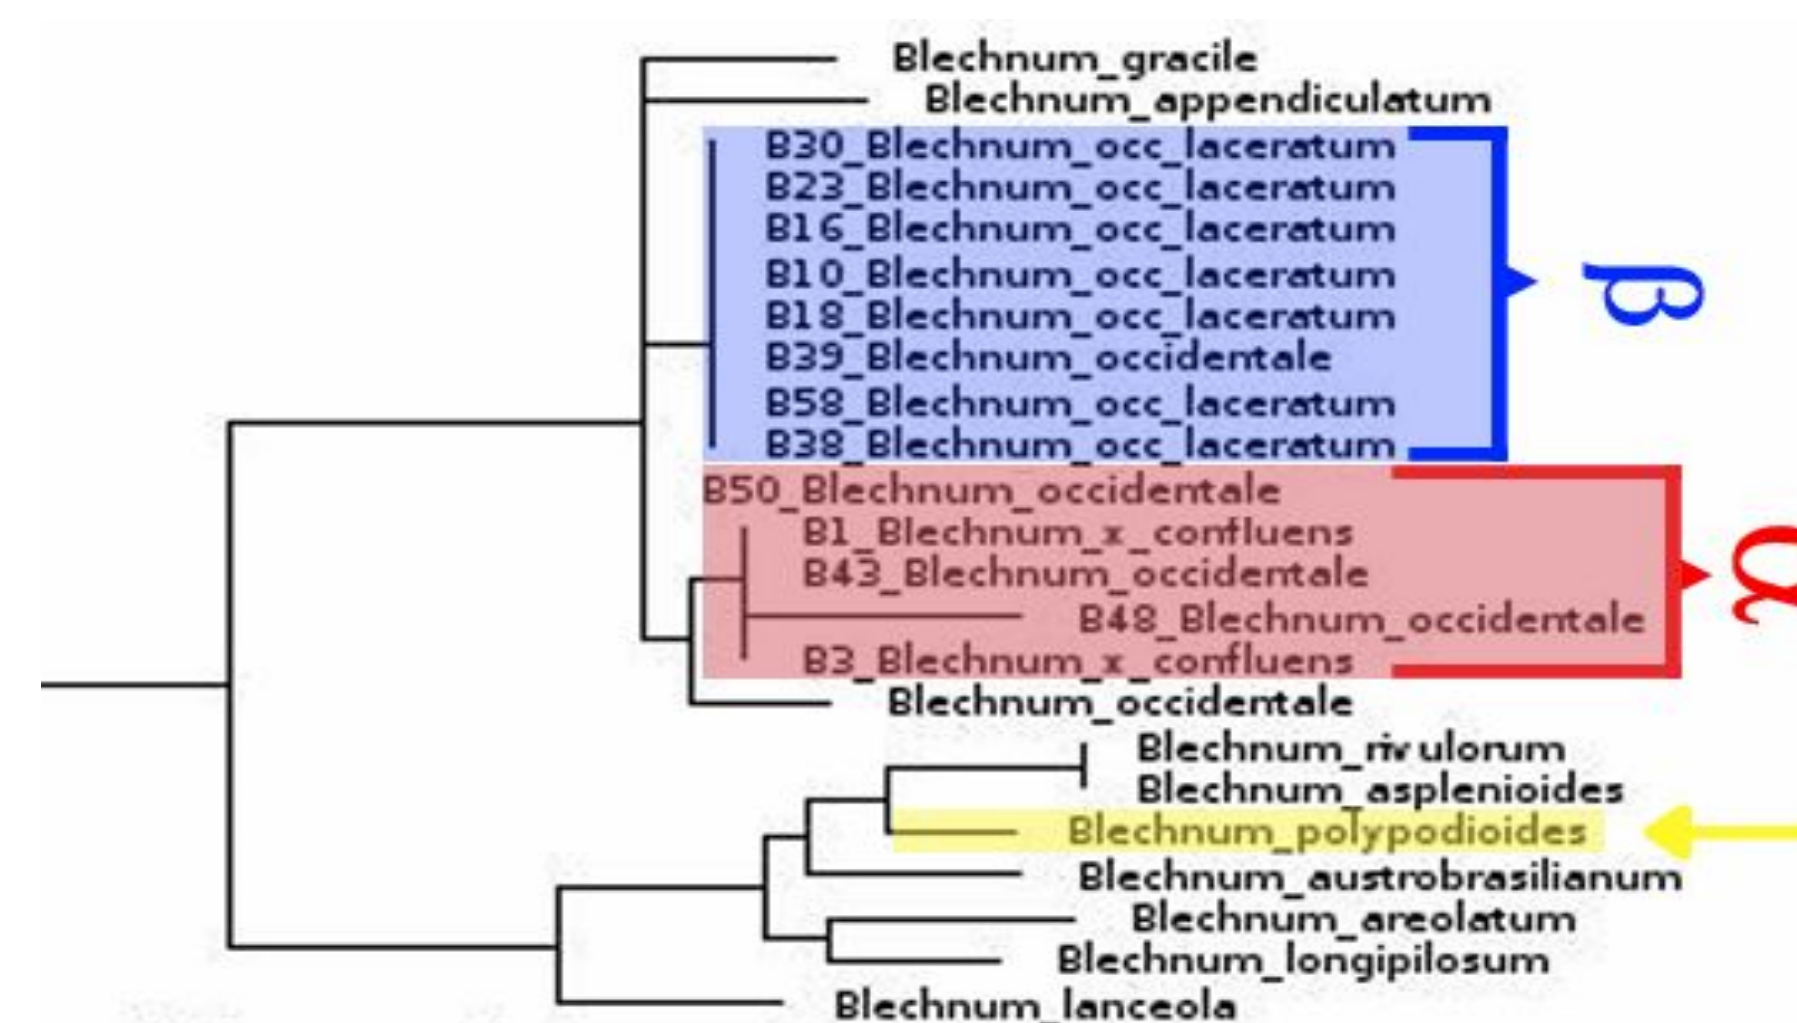 Blechnum_gracile
Blechnum_appendiculatum
B30_Blechnum_occ_laceratum
B23_Blechnum_occ_laceratum
B16_Blechnum_occ_laceratum
B10_Blechnum_occ_laceratum
B18_Blechnum_occ_laceratum
B39_Blechnum_occidentale
B58_Blechnum_occ_laceratum
B38_Blechnum_occ_laceratum
β
B50_Blechnum_occidentale
B1_Blechnum_x_confluens
B43_Blechnum_occidentale
B48_Blechnum_occidentale
B3_Blechnum_x_confluens
α
Blechnum_occidentale
Blechnum_rivulorum
Blechnum_asplenioides
Blechnum_polypodioides
Blechnum_austrobrasilianum
Blechnum_areolatum
Blechnum_longipilosum
Blechnum_lanceola